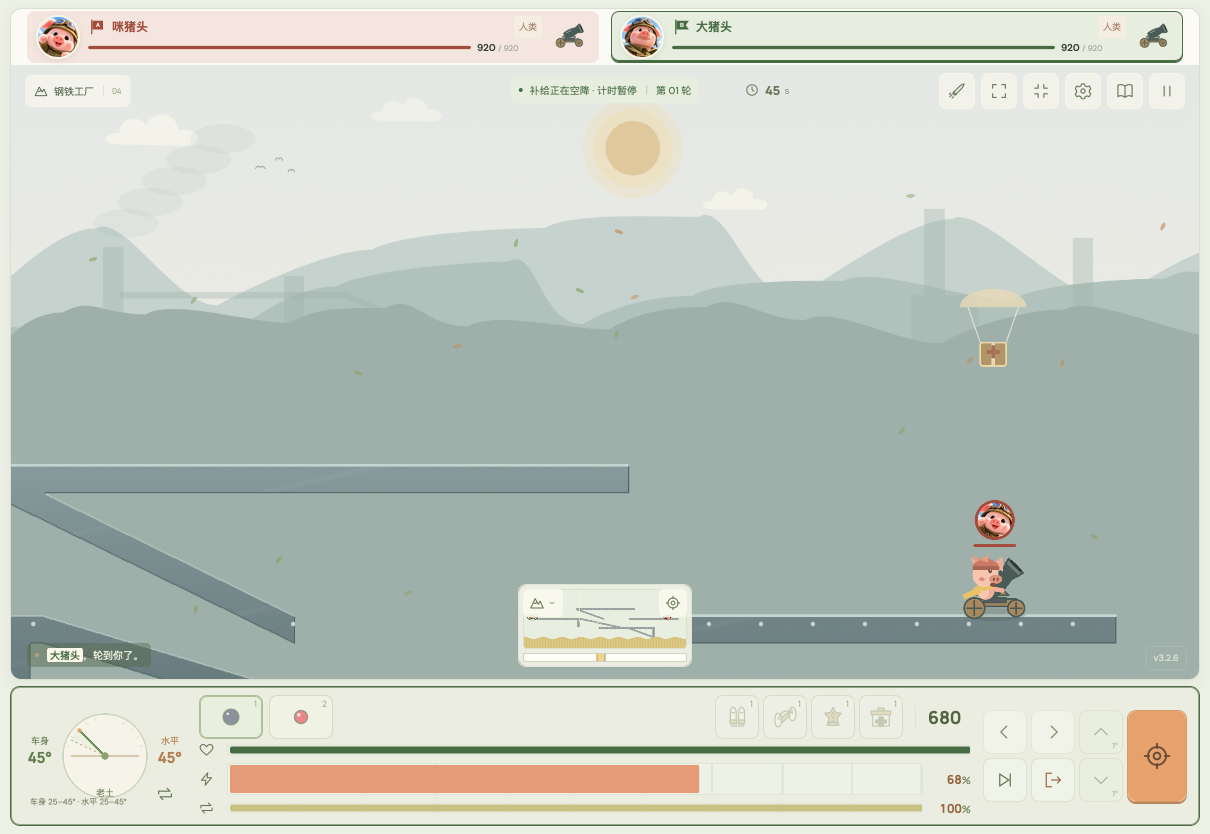 咪猪头
人类
920 / 920
大猪头
人类
920 / 920
钢铁工厂 04
补给正在空降 · 计时暂停 第 01 轮
45 s
大猪头，轮到你了。
v3.2.6
车身
45°
水平
45°
老土
车身 25–45° · 水平 25–45°
1
2
1
1
1
1
680
68%
100%
1°
1°